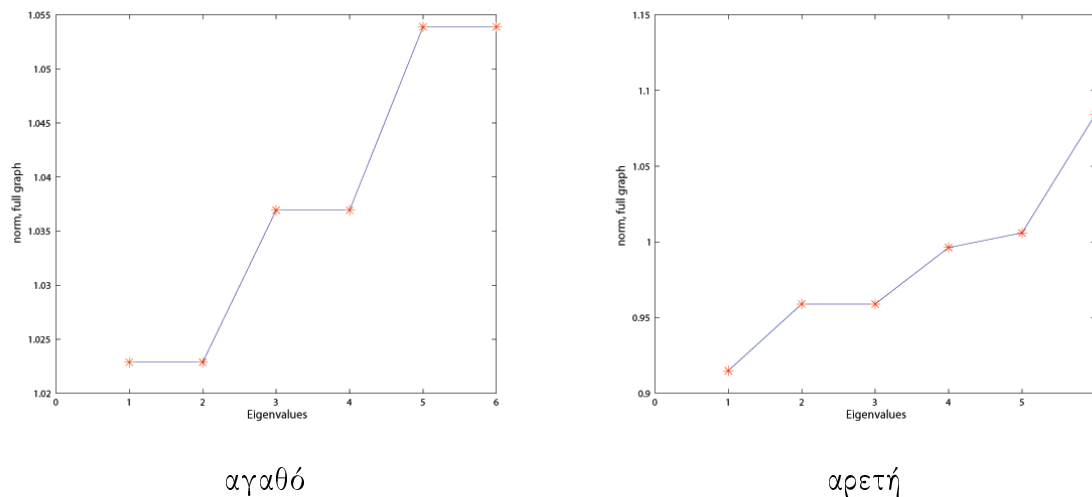 1.055
1.05
1.045
1.04
1.035
1.03
1.025
1.02
norm, full graph
0 1 2 3 4 5 6
Eigenvalues
αγαθό
1.15
1.1
1.05
1
0.95
0.9
norm, full graph
0 1 2 3 4 5
Eigenvalues
αρετή